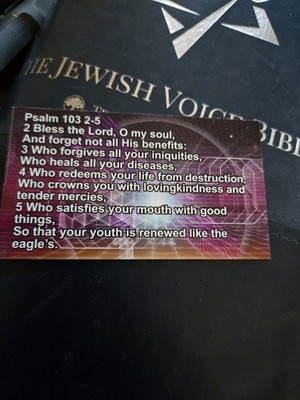 THE JEWISH VOICE BIB
Psalm 103 2-5
2 Bless the Lord, O my soul,
And forget not all His benefits:
3 Who forgives all your iniquities,
Who heals all your diseases,
4 Who redeems your life from destruction,
Who crowns you with lovingkindness and
tender mercies,
5 Who satisfies your mouth with good
things,
So that your youth is renewed like the
eagle's.